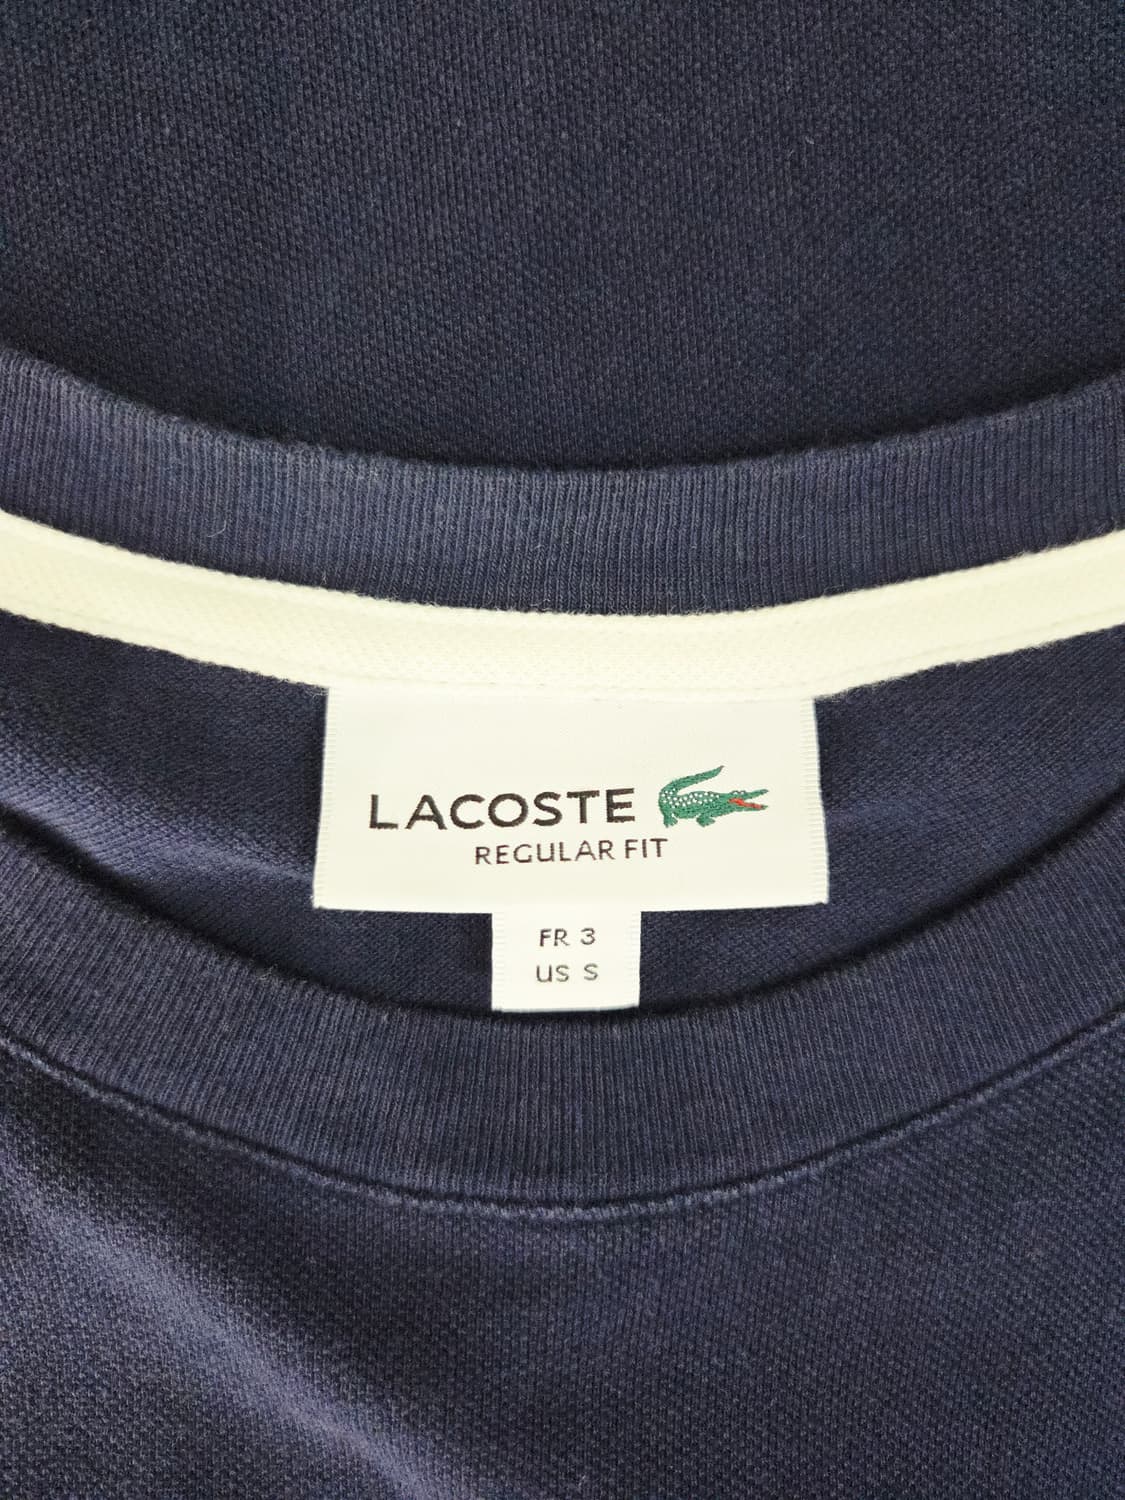 LACOSTE
REGULAR FIT
FR 3
US S